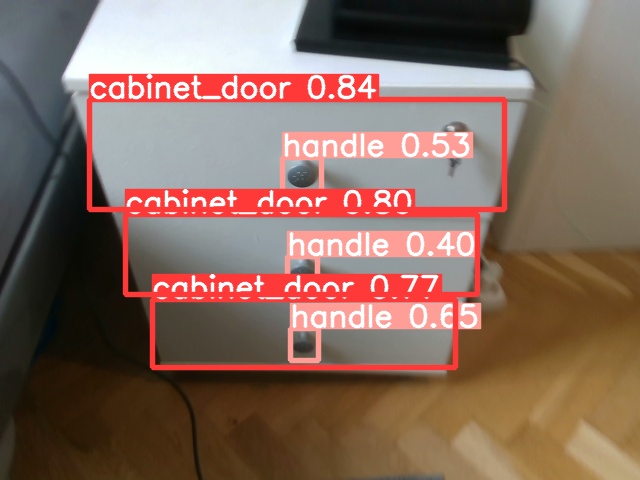 cabinet_door 0.84
handle 0.53
cabinet_door 0.80
handle 0.40
cabinet_door 0.77
handle 0.65